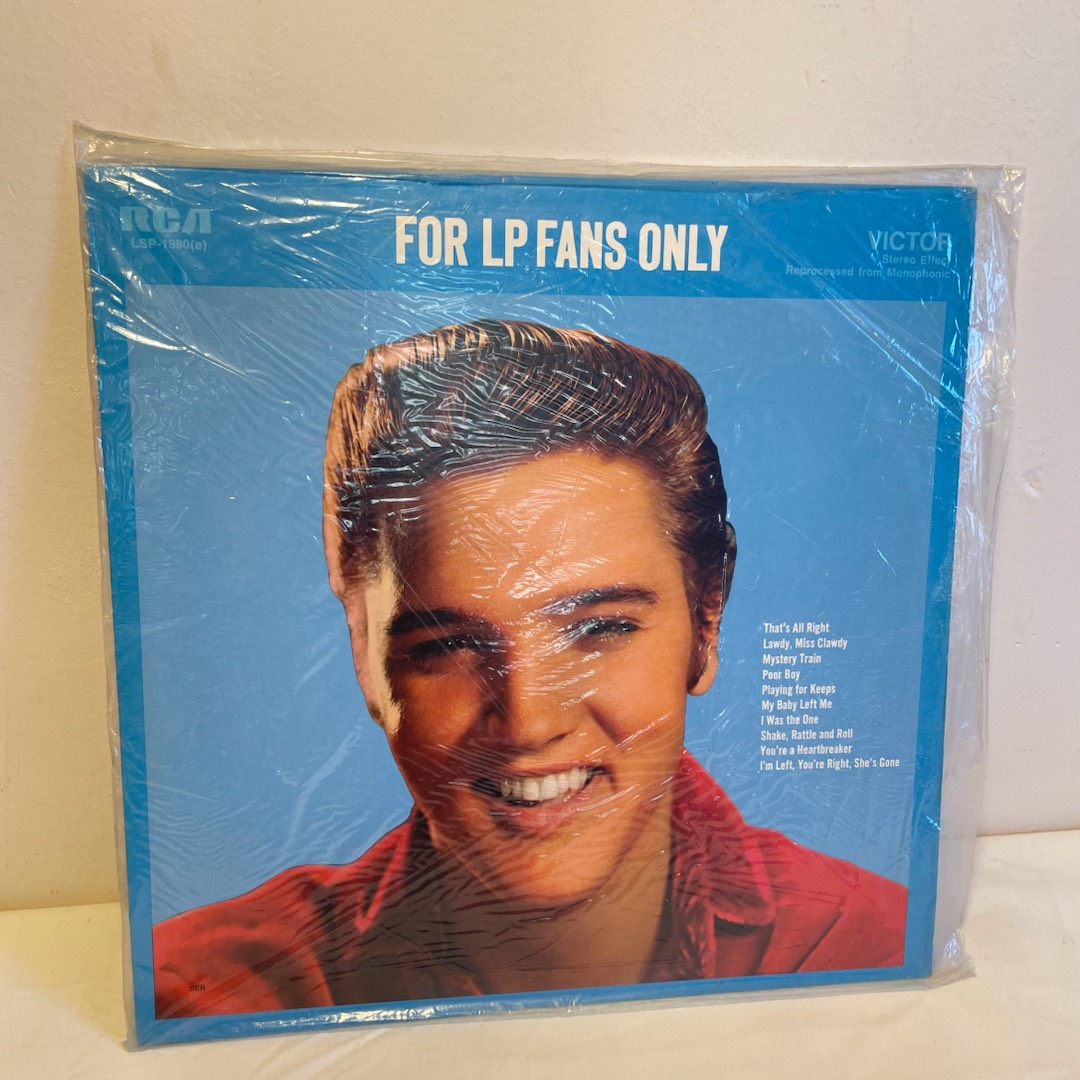 RCA
LSP-1990(e)
FOR LP FANS ONLY
VICTOR
Stereo Effect
Reprocessed from Monophonic
That's All Right
Lawdy, Miss Clawdy
Mystery Train
Poor Boy
Playing for Keeps
My Baby Left Me
I Was the One
Shake, Rattle and Roll
You're a Heartbreaker
I'm Left, You're Right, She's Gone